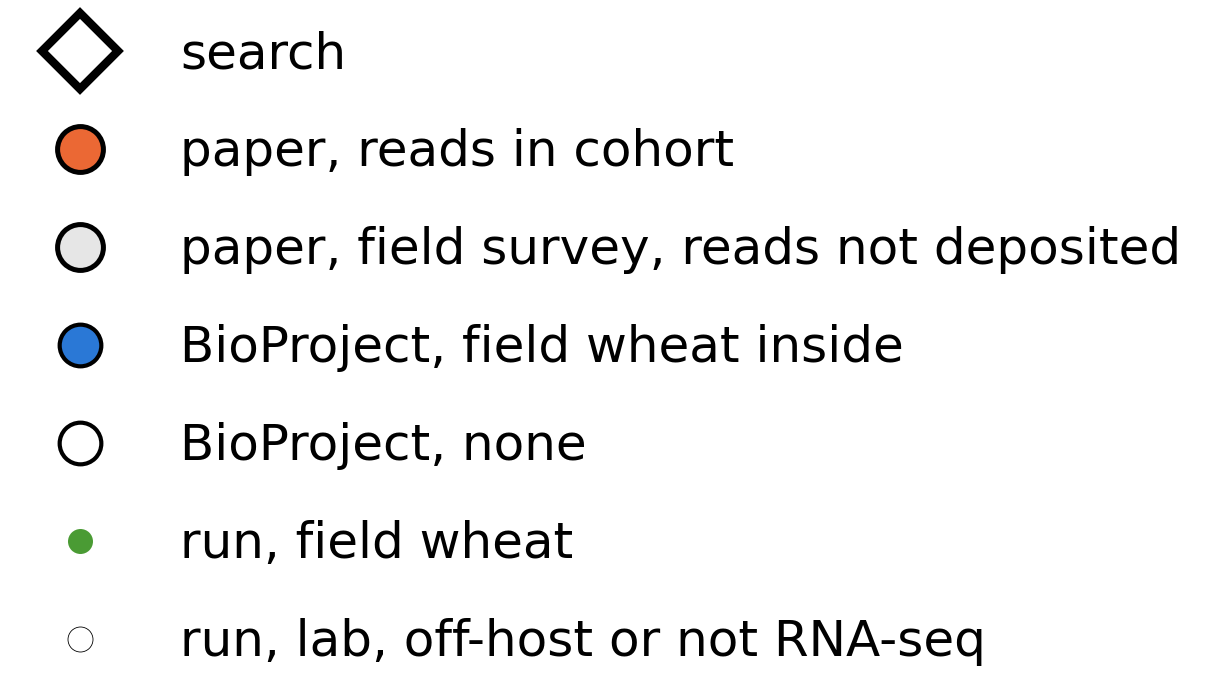 search
paper, reads in cohort
paper, field survey, reads not deposited
BioProject, field wheat inside
BioProject, none
run, field wheat
run, lab, off-host or not RNA-seq